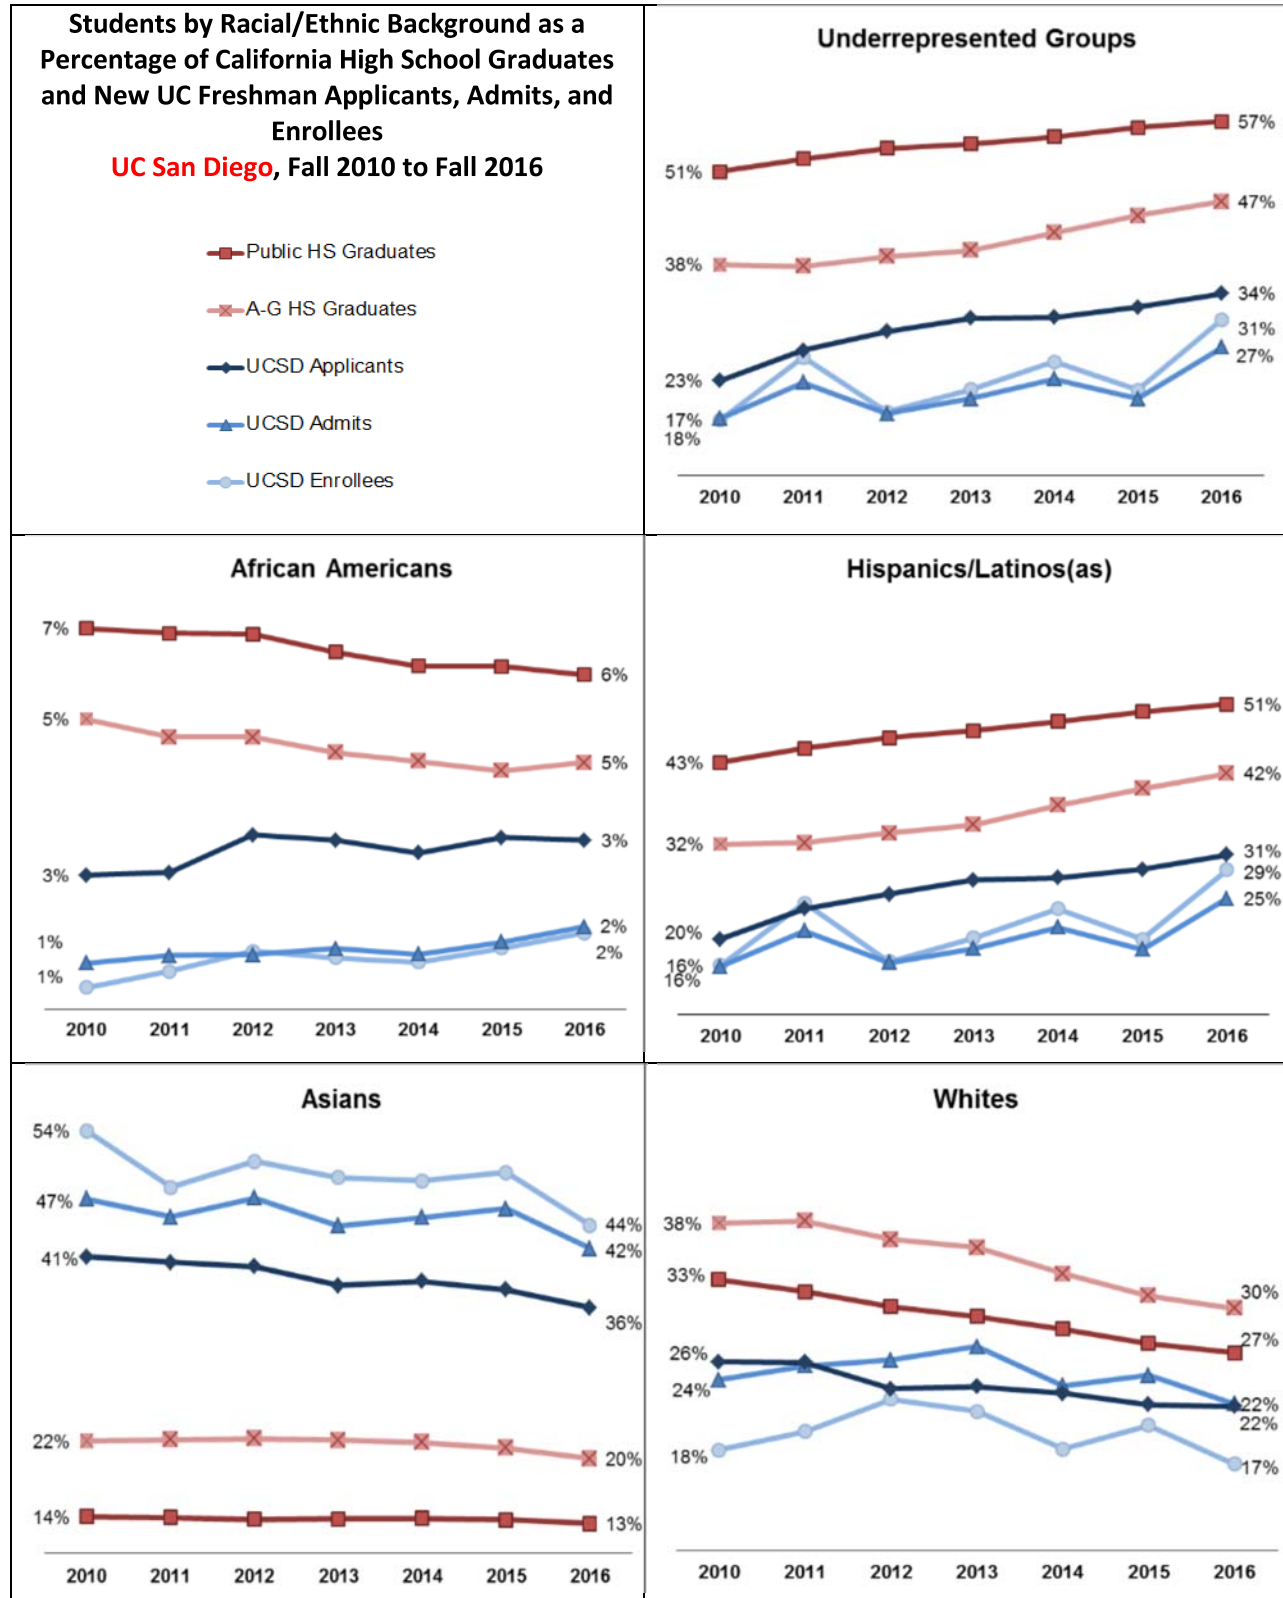 Students by Racial/Ethnic Background as a
Percentage of California High School Graduates
and New UC Freshman Applicants, Admits, and
Enrollees
UC San Diego, Fall 2010 to Fall 2016
Public HS Graduates
A-G HS Graduates
UCSD Applicants
UCSD Admits
UCSD Enrollees
Underrepresented Groups
57%
51%
47%
38%
34%
31%
27%
23%
17%
18%
2010 2011 2012 2013 2014 2015 2016
African Americans
7%
6%
5%
5%
3%
3%
1%
2%
1%
2%
2010 2011 2012 2013 2014 2015 2016
Hispanics/Latinos(as)
51%
43%
42%
32%
31%
29%
25%
20%
16%
16%
2010 2011 2012 2013 2014 2015 2016
Asians
54%
47%
44%
42%
41%
36%
22%
20%
14%
13%
2010 2011 2012 2013 2014 2015 2016
Whites
38%
33%
30%
27%
26%
24%
22%
22%
18%
17%
2010 2011 2012 2013 2014 2015 2016